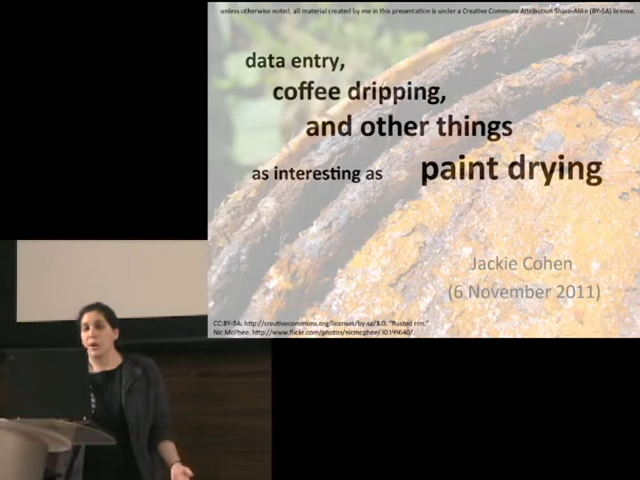 unless otherwise noted, all material created by me in this presentation is under a Creative Commons Attribution Share-Alike (BY-SA) license.
data entry,
coffee dripping,
and other things
as interesting as paint drying
Jackie Cohen
(6 November 2011)
CC:BY-SA: http://creativecommons.org/licenses/by-sa/3.0. "Rusted rim."
Nic McPhee. http://www.flickr.com/photos/nicmcphee/